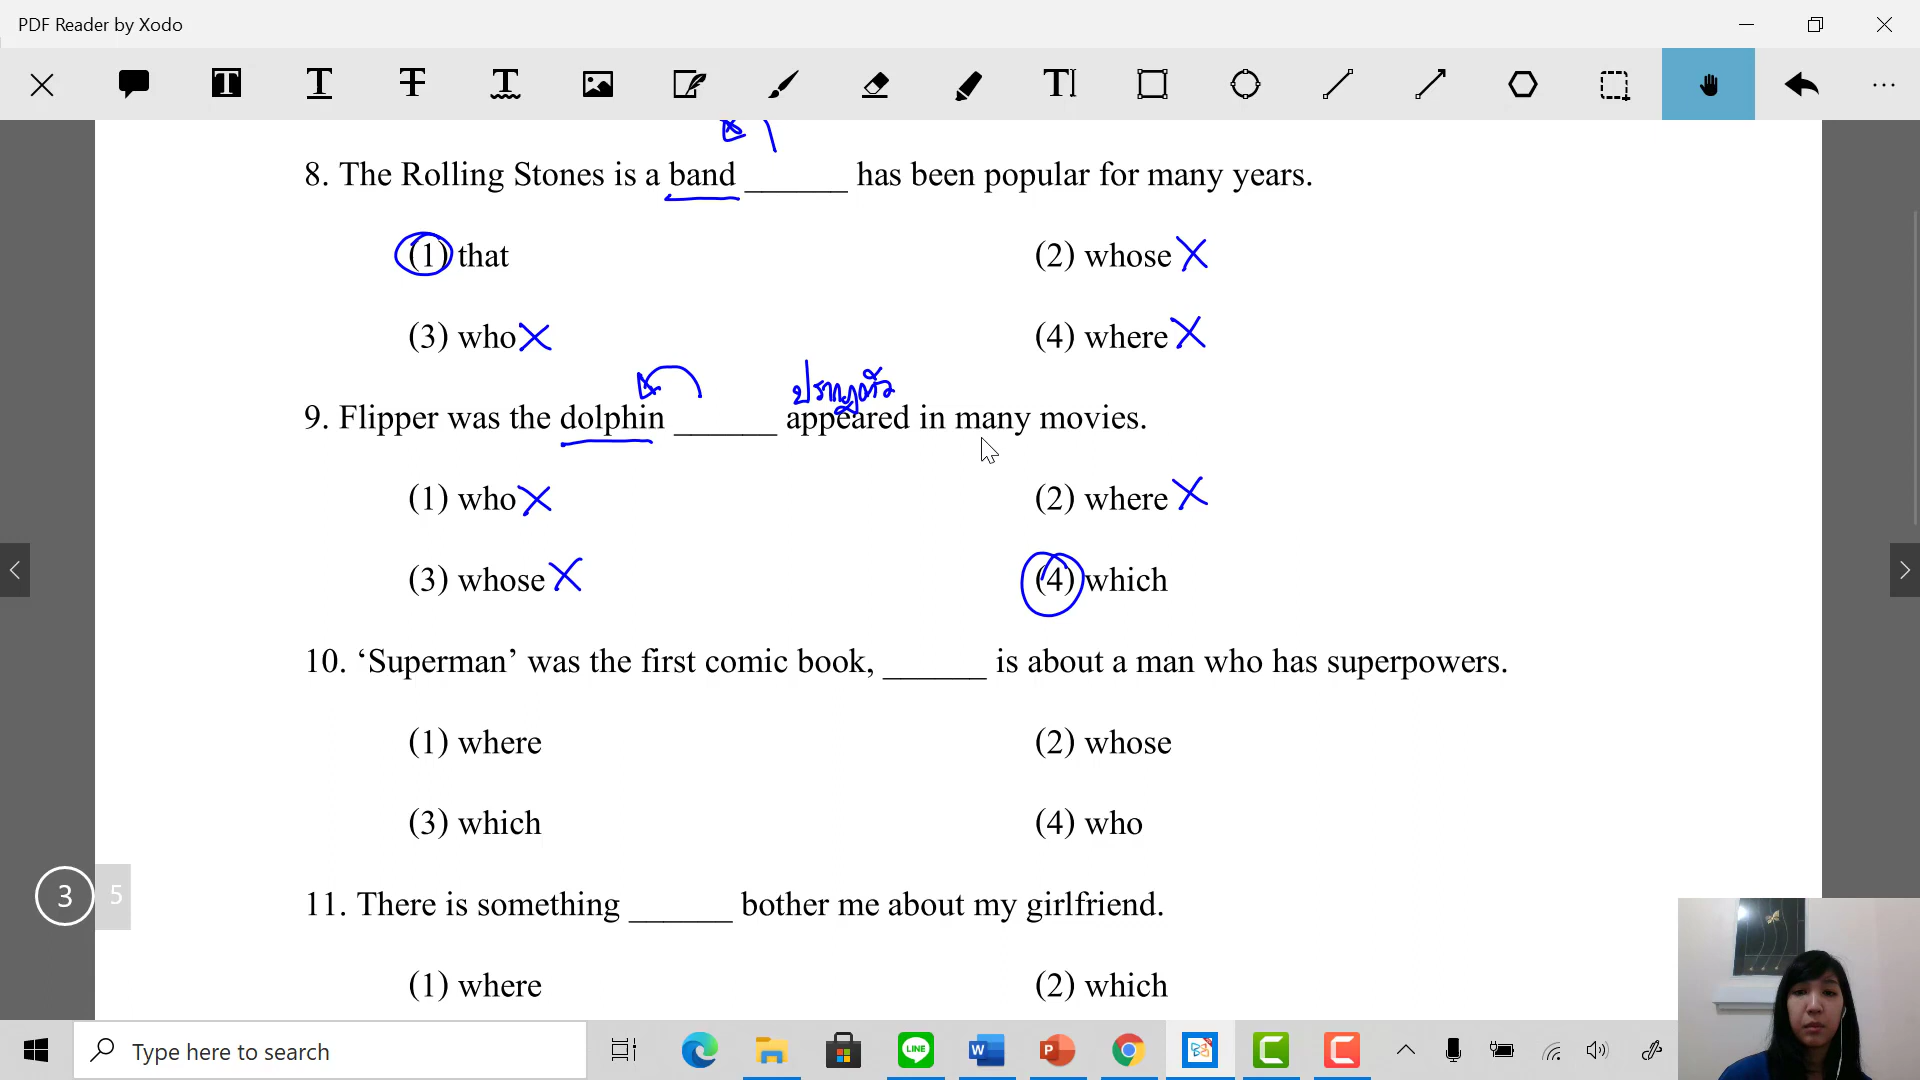 PDF Reader by Xodo
8. The Rolling Stones is a band ______ has been popular for many years.
(1) that
(2) whose
(3) who
(4) where
ปรากฏตัว
9. Flipper was the dolphin ______ appeared in many movies.
(1) who
(2) where
(3) whose
(4) which
10. ‘Superman’ was the first comic book, ______ is about a man who has superpowers.
(1) where
(2) whose
(3) which
(4) who
3 5
11. There is something ______ bother me about my girlfriend.
(1) where
(2) which
Type here to search